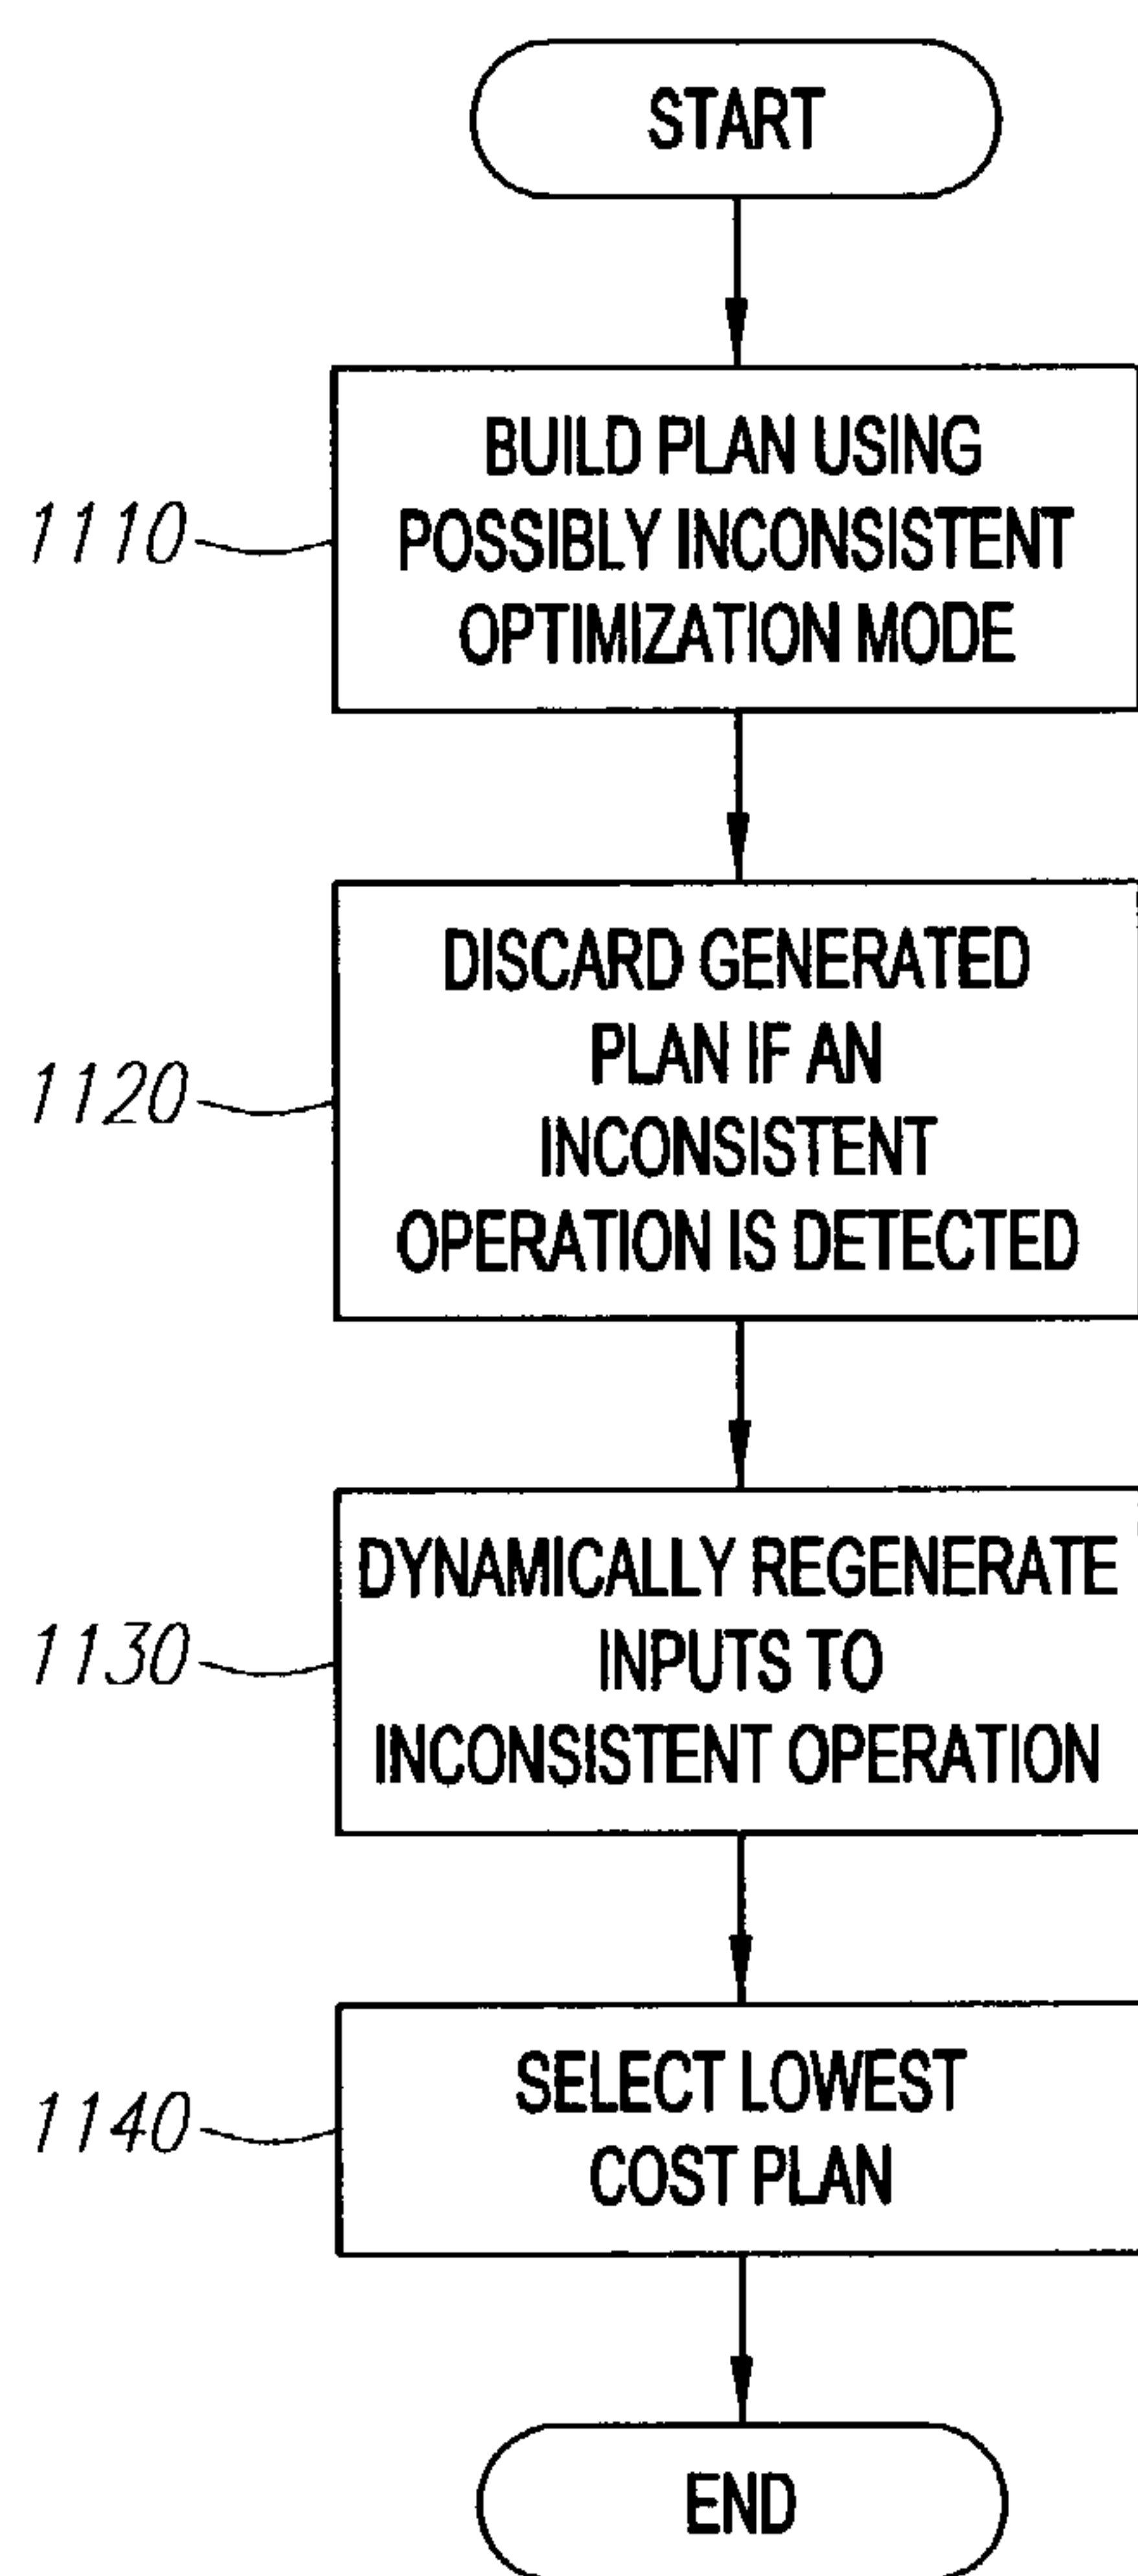 START
BUILD PLAN USING
POSSIBLY INCONSISTENT
OPTIMIZATION MODE
1110
DISCARD GENERATED
PLAN IF AN
INCONSISTENT
OPERATION IS DETECTED
1120
DYNAMICALLY REGENERATE
INPUTS TO
INCONSISTENT OPERATION
1130
SELECT LOWEST
COST PLAN
1140
END